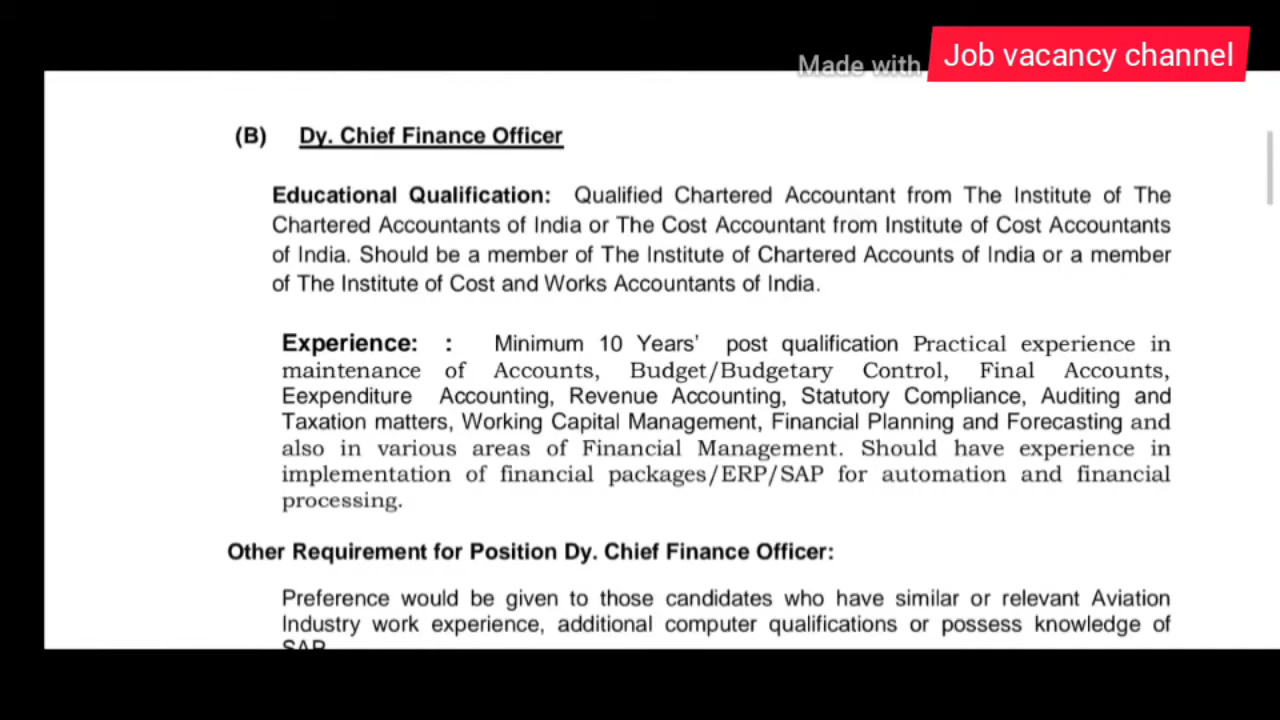 Made with Job vacancy channel
(B) Dy. Chief Finance Officer
Educational Qualification: Qualified Chartered Accountant from The Institute of The
Chartered Accountants of India or The Cost Accountant from Institute of Cost Accountants
of India. Should be a member of The Institute of Chartered Accounts of India or a member
of The Institute of Cost and Works Accountants of India.
Experience: : Minimum 10 Years' post qualification Practical experience in
maintenance of Accounts, Budget/Budgetary Control, Final Accounts,
Eexpenditure Accounting, Revenue Accounting, Statutory Compliance, Auditing and
Taxation matters, Working Capital Management, Financial Planning and Forecasting and
also in various areas of Financial Management. Should have experience in
implementation of financial packages/ERP/SAP for automation and financial
processing.
Other Requirement for Position Dy. Chief Finance Officer:
Preference would be given to those candidates who have similar or relevant Aviation
Industry work experience, additional computer qualifications or possess knowledge of
SAP